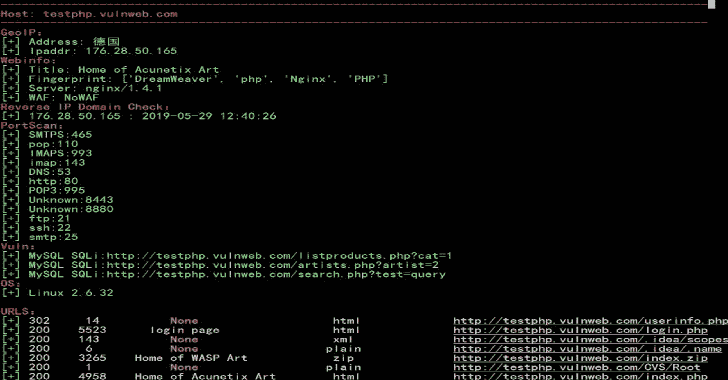 Host: testphp.vulnweb.com
GeoIP:
[+] Address: 德国
[+] Ipaddr: 176.28.50.165
Webinfo:
[+] Title: Home of Acunetix Art
[+] Fingerprint: ['DreamWeaver', 'php', 'Nginx', 'PHP']
[+] Server: nginx/1.4.1
[+] WAF: NoWAF
Reverse IP Domain Check:
[+] 176.28.50.165 : 2019-05-29 12:40:26
PortScan:
[+] SMTPS:465
[+] pop:110
[+] IMAPS:993
[+] imap:143
[+] DNS:53
[+] http:80
[+] POP3:995
[+] Unknown:8443
[+] Unknown:8880
[+] ftp:21
[+] ssh:22
[+] smtp:25
Vuln:
[+] MySQL SQLi:http://testphp.vulnweb.com/listproducts.php?cat=1
[+] MySQL SQLi:http://testphp.vulnweb.com/artists.php?artist=2
[+] MySQL SQLi:http://testphp.vulnweb.com/search.php?test=query
OS:
[+] Linux 2.6.32
URLS:
[+] 302 14 None html http://testphp.vulnweb.com/userinfo.php
[+] 200 5523 login page html http://testphp.vulnweb.com/login.php
[+] 200 143 None xml http://testphp.vulnweb.com/.idea/scopes
[+] 200 6 None plain http://testphp.vulnweb.com/.idea/.name
[+] 200 3265 Home of WASP Art zip http://testphp.vulnweb.com/index.zip
[+] 200 1 None plain http://testphp.vulnweb.com/CVS/Root
[+] 200 4958 Home of Acunetix Art html http://testphp.vulnweb.com/index.php